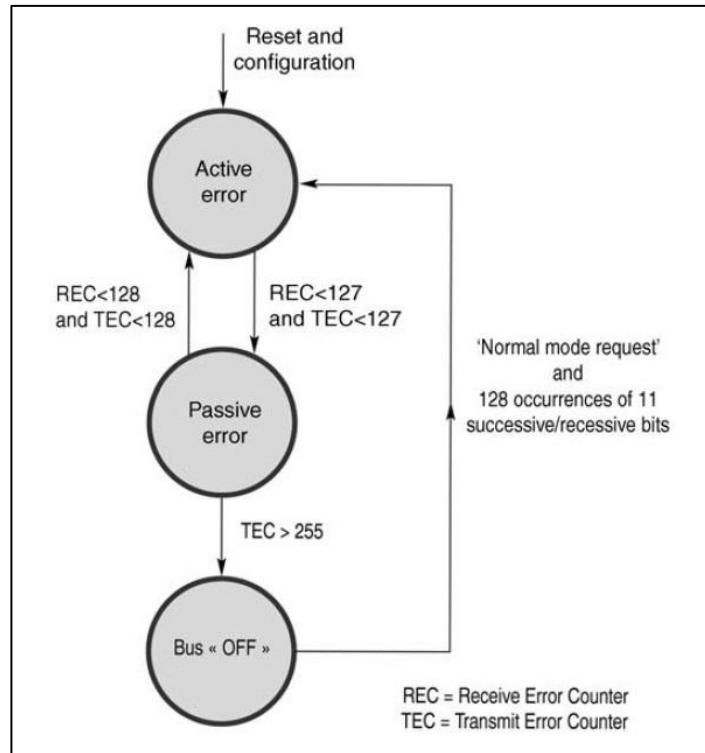 Reset and
configuration
Active
error
REC<128
and TEC<128
REC<127
and TEC<127
'Normal mode request'
and
128 occurrences of 11
successive/recessive bits
Passive
error
TEC > 255
Bus « OFF »
REC = Receive Error Counter
TEC = Transmit Error Counter